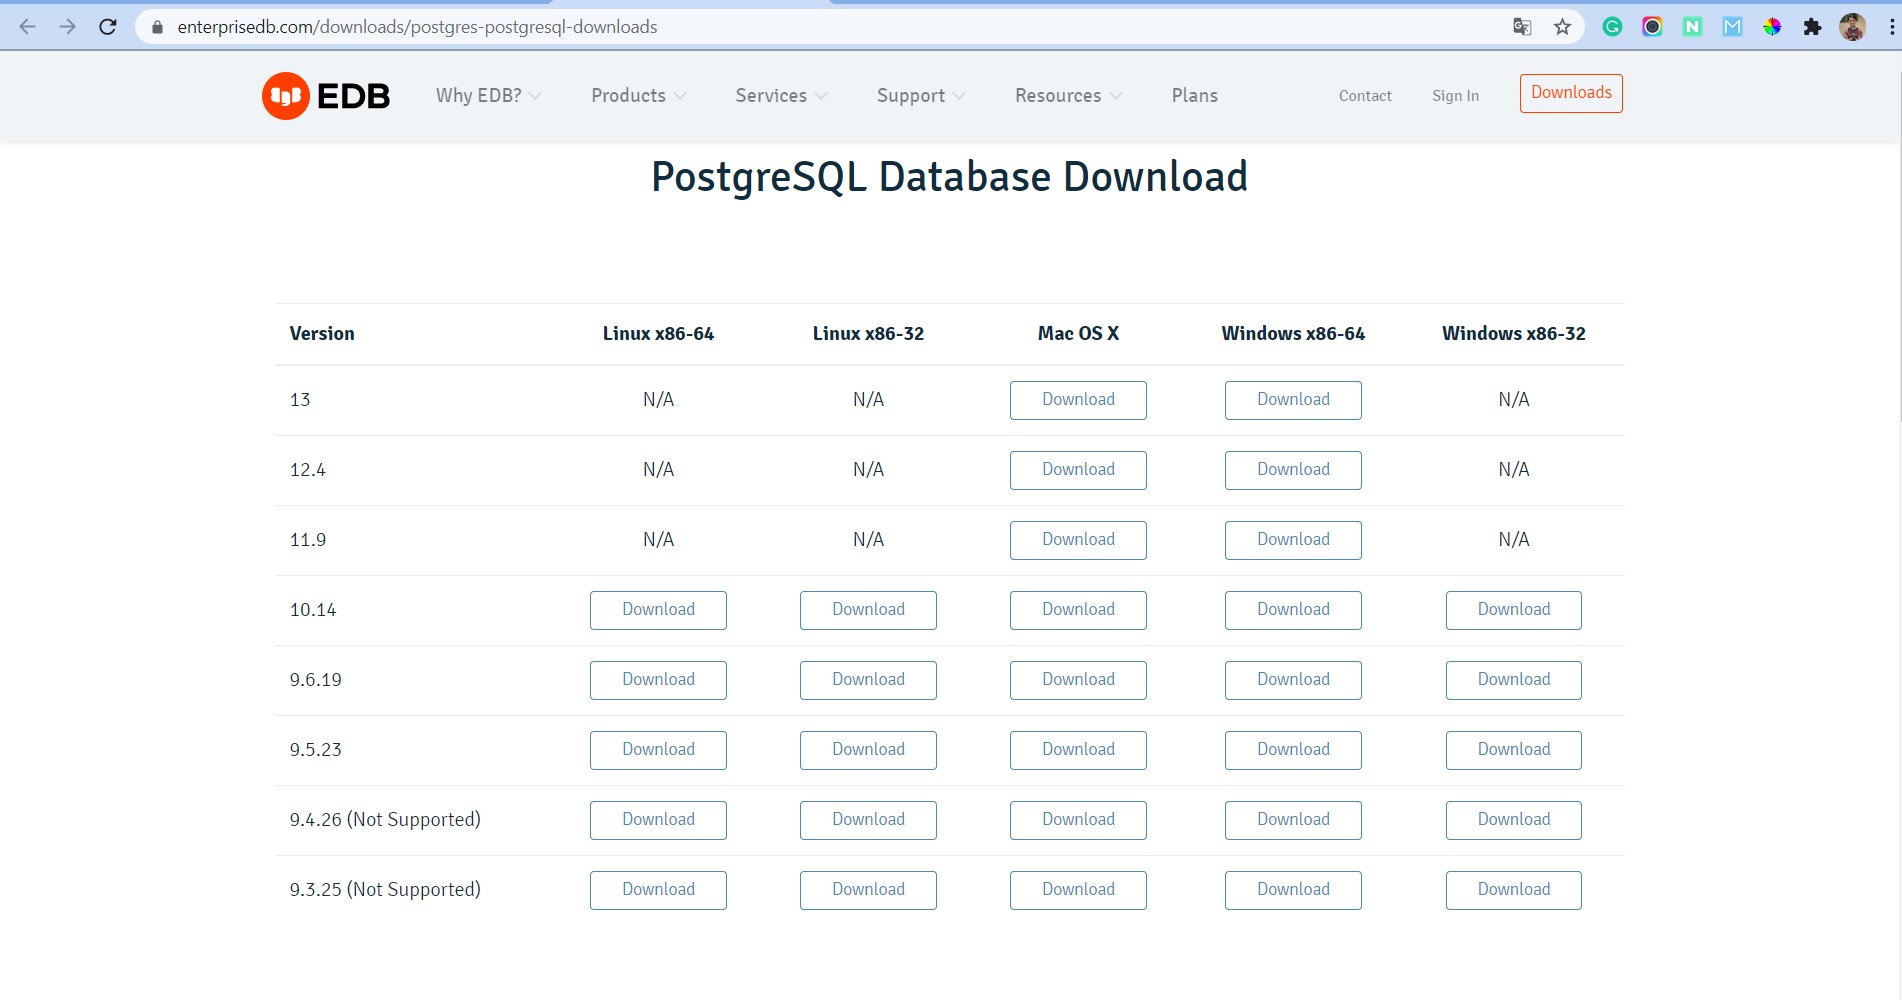 enterprisedb.com/downloads/postgres-postgresql-downloads
EDB Why EDB? Products Services Support Resources Plans Contact Sign In Downloads
PostgreSQL Database Download
Version Linux x86-64 Linux x86-32 Mac OS X Windows x86-64 Windows x86-32
13 N/A N/A Download Download N/A
12.4 N/A N/A Download Download N/A
11.9 N/A N/A Download Download N/A
10.14 Download Download Download Download Download
9.6.19 Download Download Download Download Download
9.5.23 Download Download Download Download Download
9.4.26 (Not Supported) Download Download Download Download Download
9.3.25 (Not Supported) Download Download Download Download Download